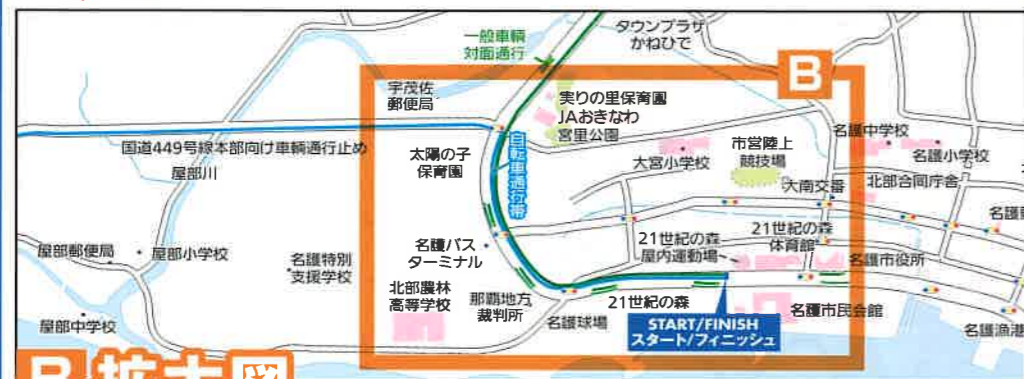 タウンプラザ
かねひで
一般車輌
対面通行
B
宇茂佐
郵便局
実りの里保育園
JAおきなわ
宮里公園
国道449号線本部向け車輌通行止め
屋部川
太陽の子
保育園
自転車通行帯
大宮小学校
市営陸上
競技場
名護中学校
名護小学校
大南交番
北部合同庁舎
屋部郵便局
屋部小学校
名護特別
支援学校
名護バス
ターミナル
21世紀の森
屋内運動場
21世紀の森
体育館
名護市役所
北部農林
高等学校
那覇地方
裁判所
21世紀の森
名護市民会館
屋部中学校
名護球場
START/FINISH
スタート/フィニッシュ
名護漁港
B拡大図